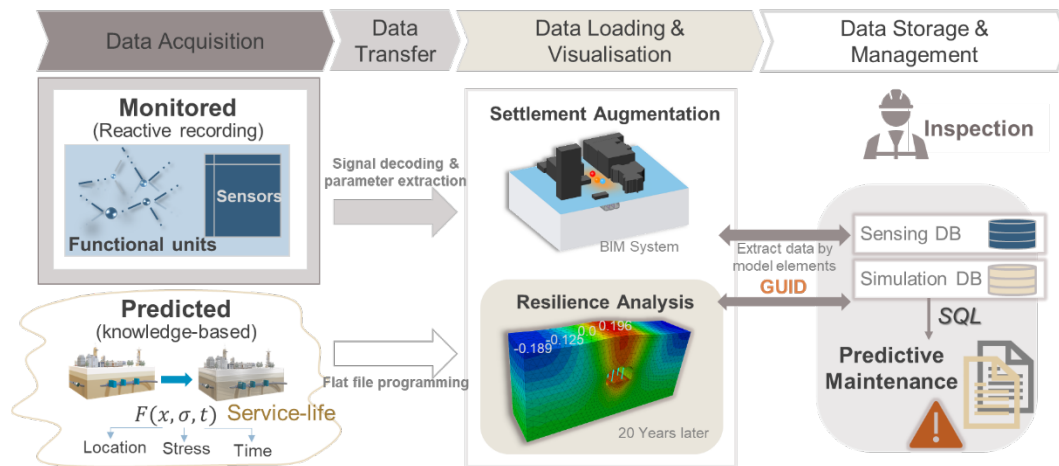 Data Acquisition
Data
Transfer
Data Loading &
Visualisation
Data Storage &
Management
Monitored
(Reactive recording)
Sensors
Functional units
Signal decoding &
parameter extraction
Settlement Augmentation
BIM System
Inspection
Extract data by
model elements
GUID
Sensing DB
Simulation DB
SQL
Predictive
Maintenance
Predicted
(knowledge-based)
F(x, σ, t) Service-life
Location Stress Time
Flat file programming
Resilience Analysis
-0.189 -0.125 0.0 0.196
20 Years later